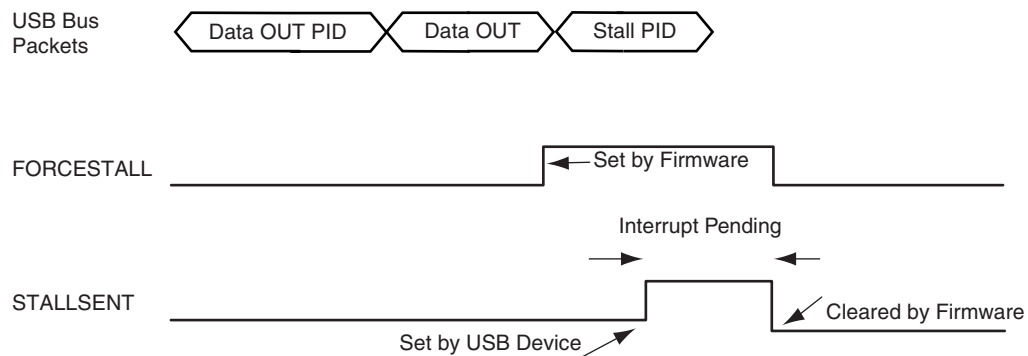 USB Bus
Packets
Data OUT PID
Data OUT
Stall PID
FORCESTALL
Set by Firmware
Interrupt Pending
STALLSENT
Cleared by Firmware
Set by USB Device